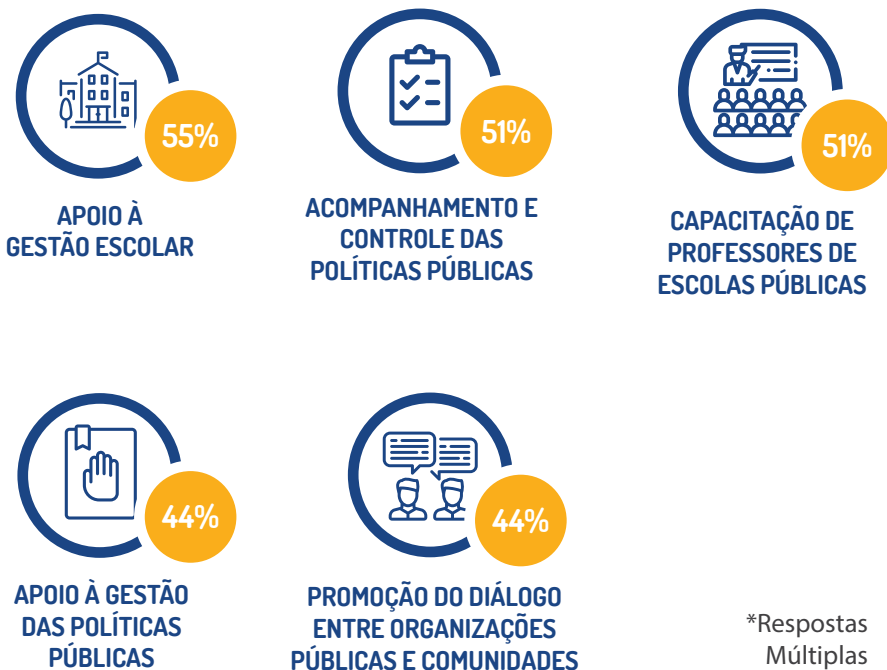 55%
APOIO À
GESTÃO ESCOLAR
51%
ACOMPANHAMENTO E
CONTROLE DAS
POLÍTICAS PÚBLICAS
51%
CAPACITAÇÃO DE
PROFESSORES DE
ESCOLAS PÚBLICAS
44%
APOIO À GESTÃO
DAS POLÍTICAS
PÚBLICAS
44%
PROMOÇÃO DO DIÁLOGO
ENTRE ORGANIZAÇÕES
PÚBLICAS E COMUNIDADES
*Respostas
Múltiplas